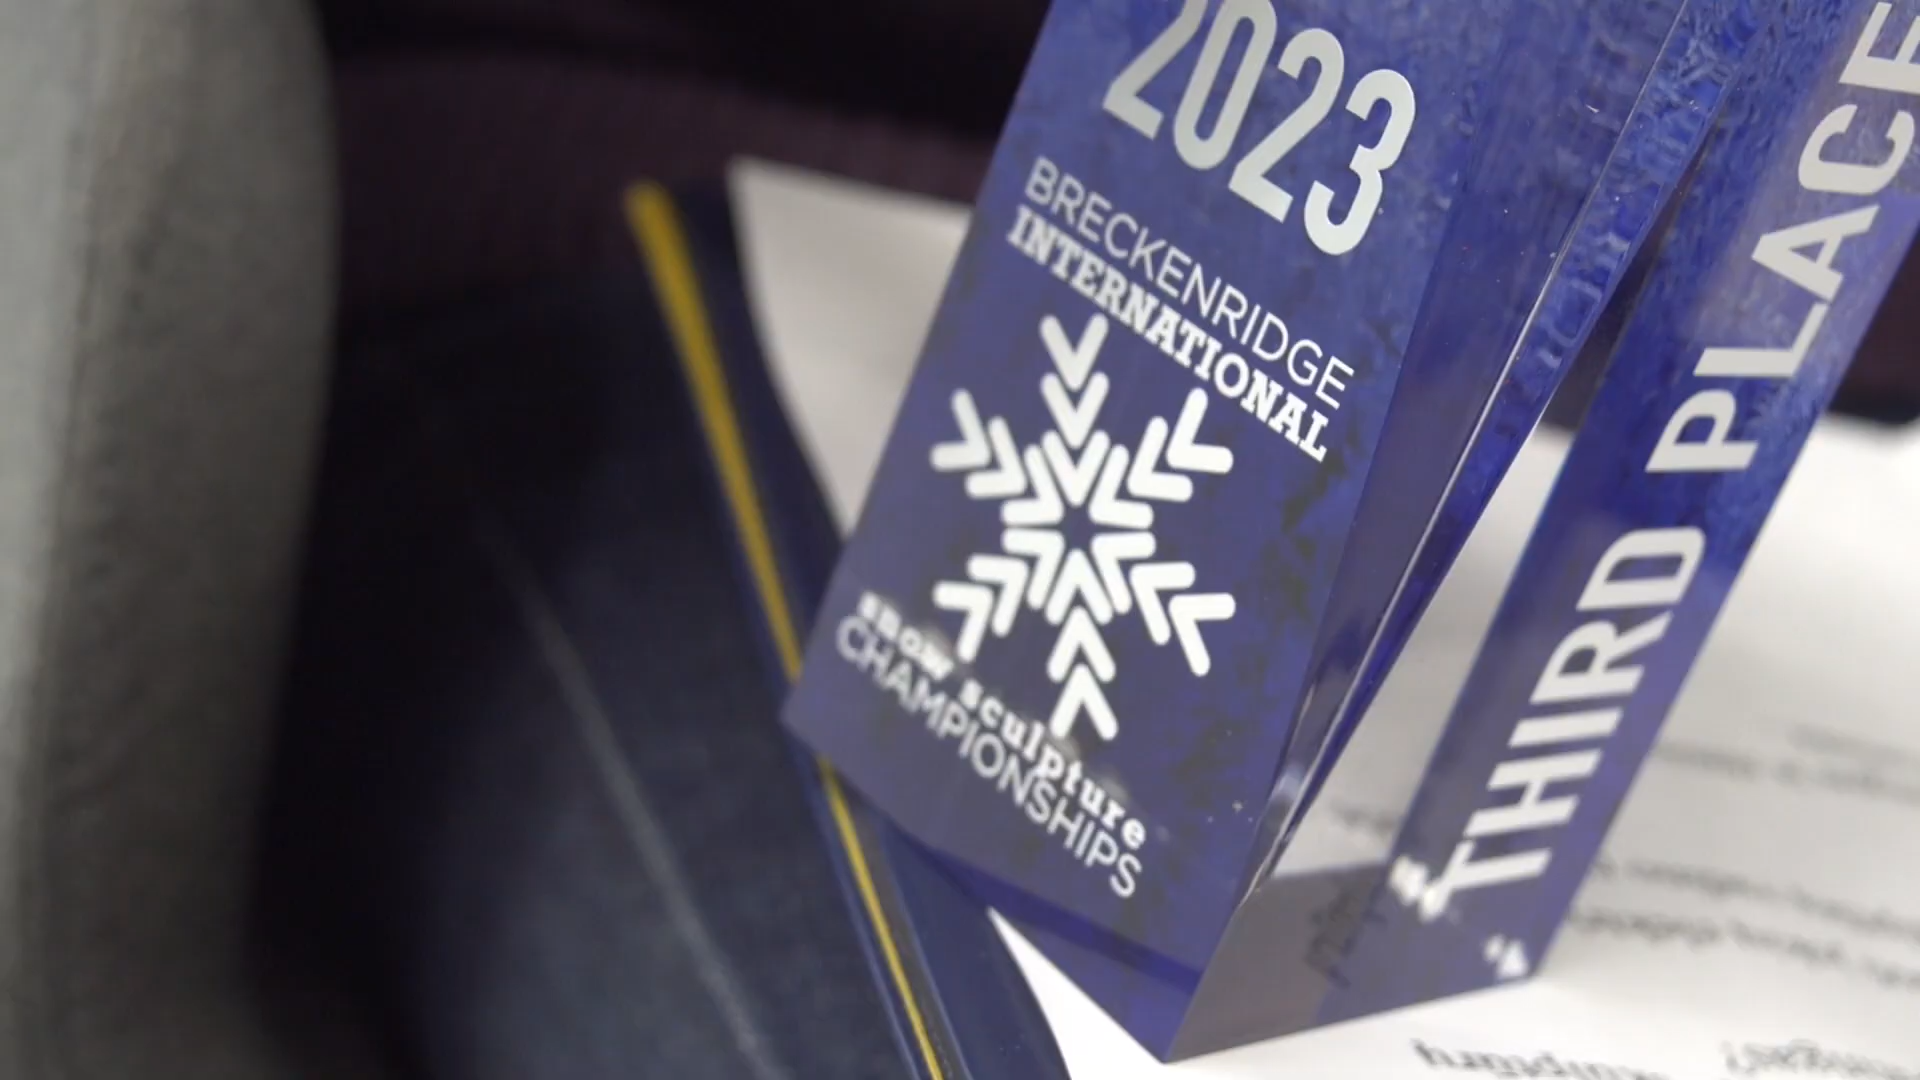 2023
BRECKENRIDGE
INTERNATIONAL
snow sculpture
CHAMPIONSHIPS
THIRD PLACE